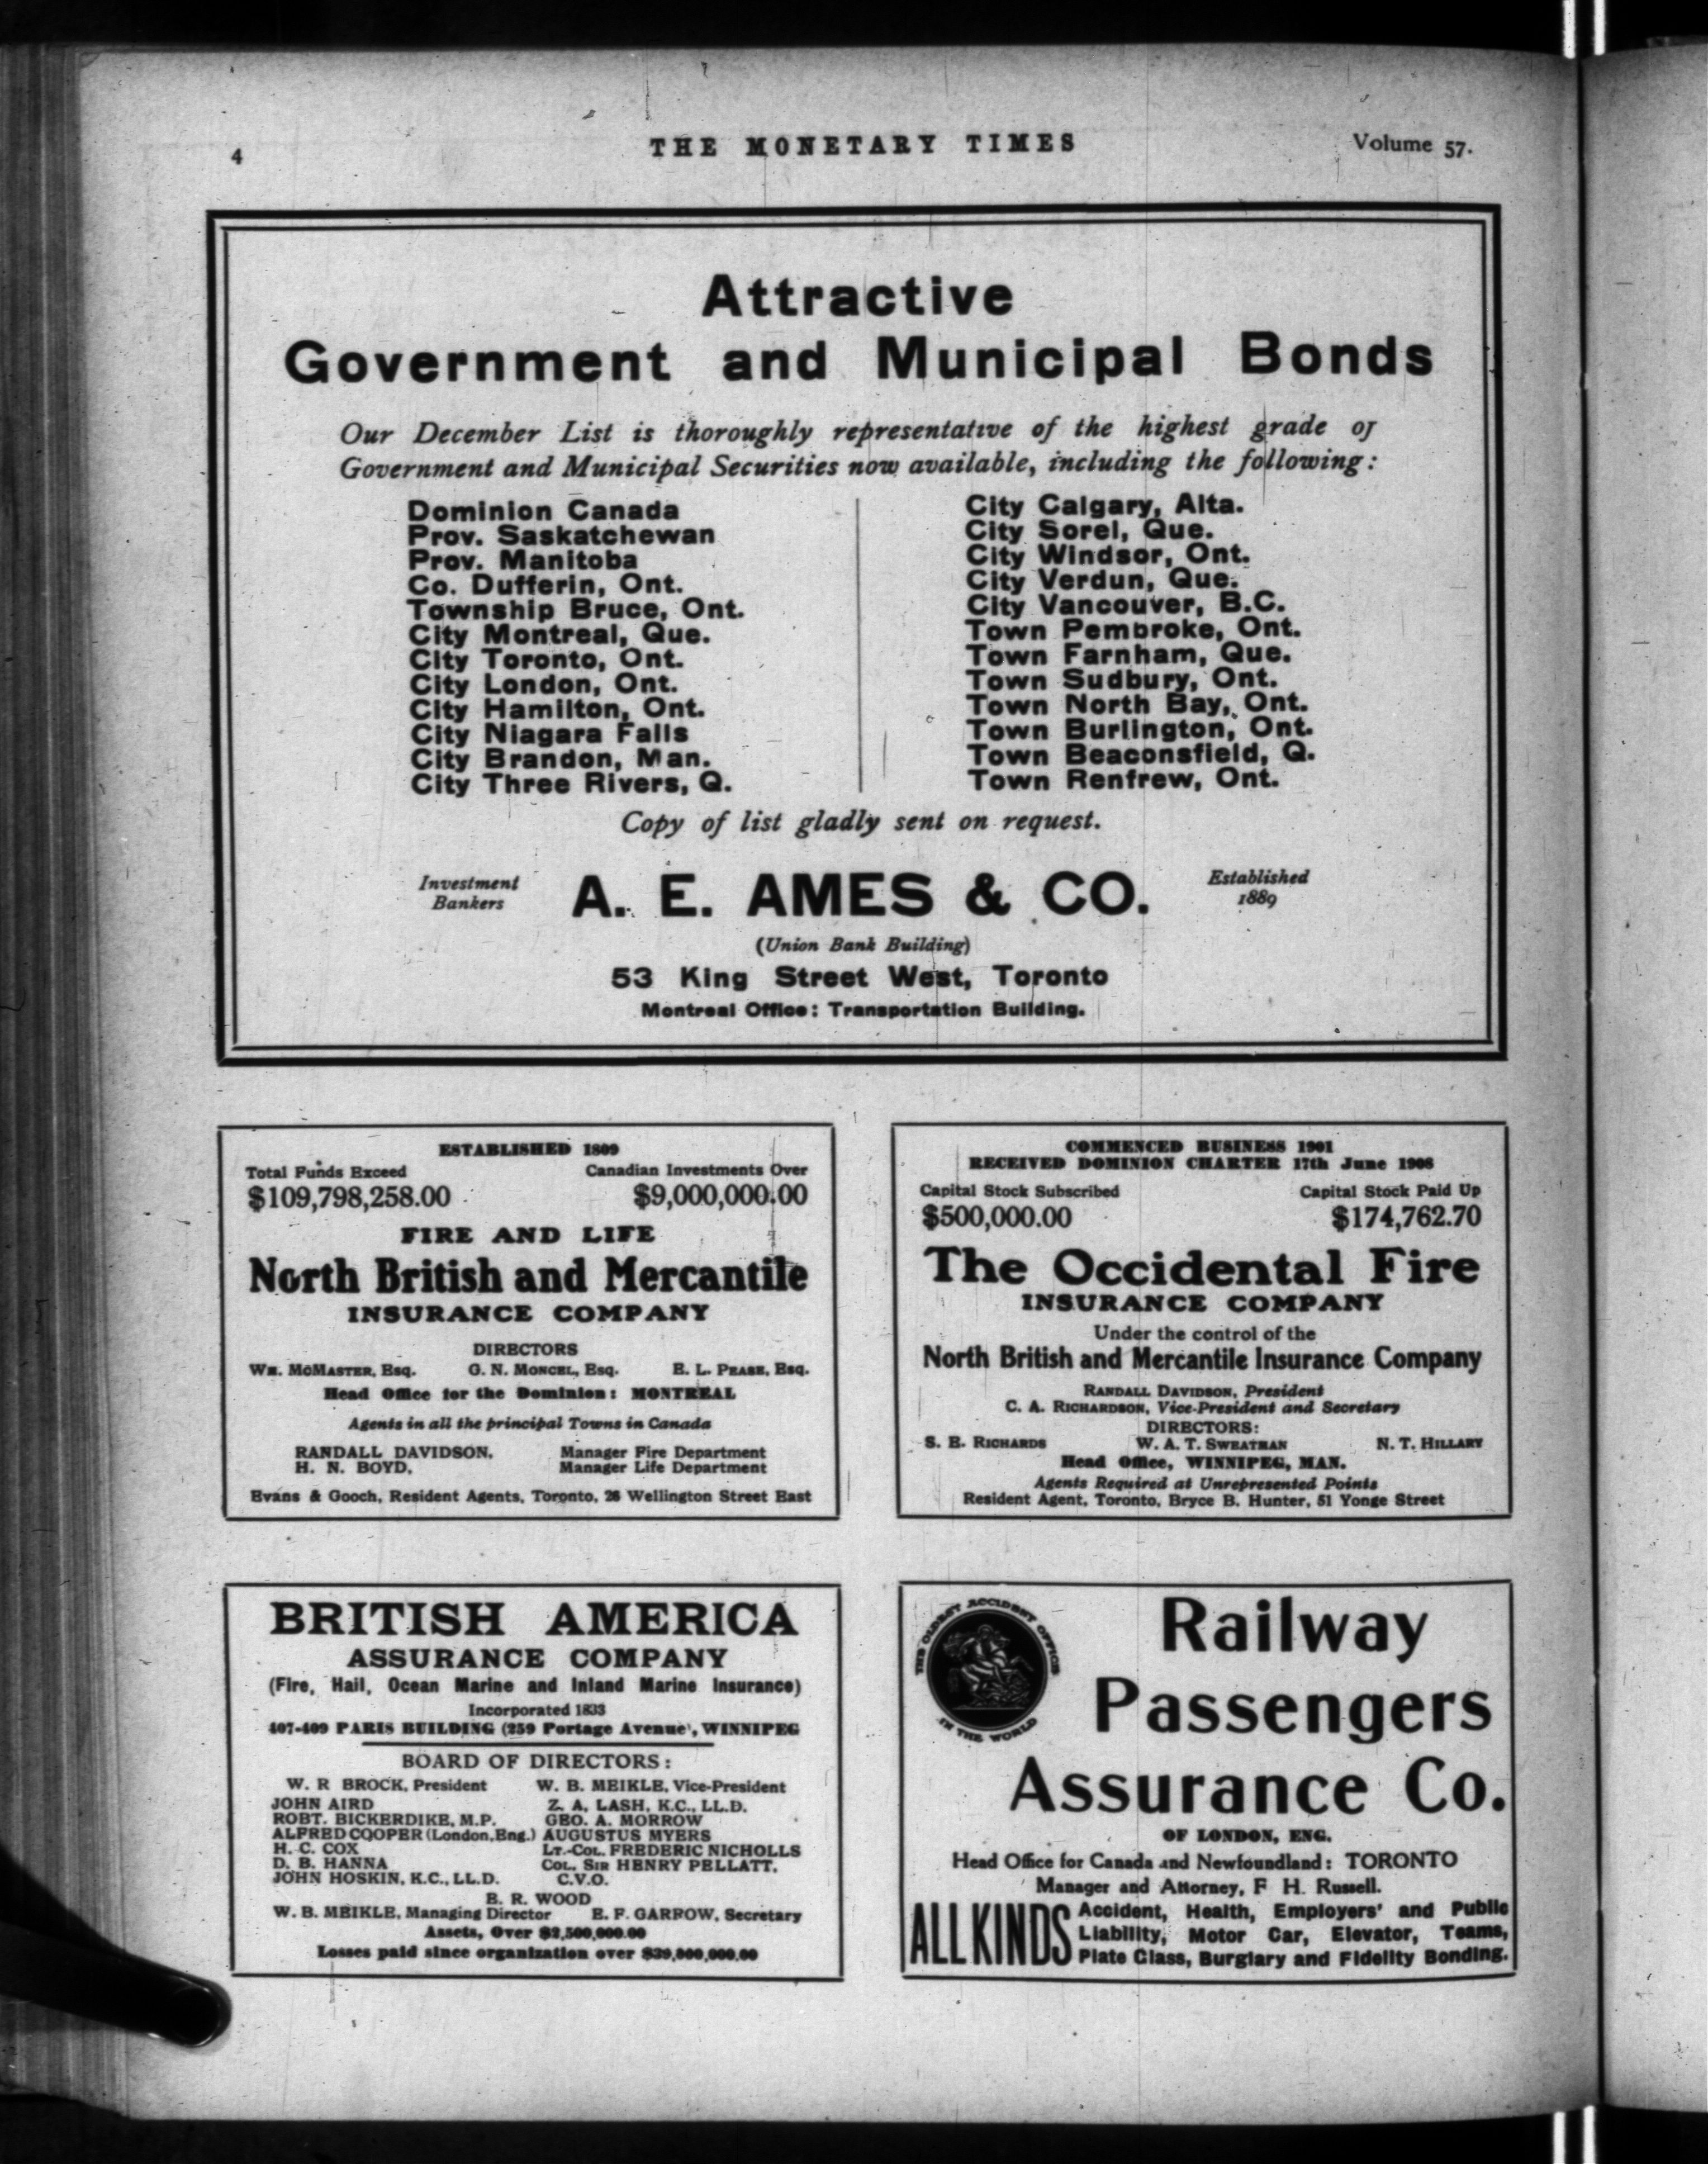 4
THE MONETARY TIMES
Volume 57.
Attractive
Government and Municipal Bonds
Our December List is thoroughly representative of the highest grade of
Government and Municipal Securities now available, including the following:
Dominion Canada
Prov. Saskatchewan
Prov. Manitoba
Co. Dufferin, Ont.
Township Bruce, Ont.
City Montreal, Que.
City Toronto, Ont.
City London, Ont.
City Hamilton, Ont.
City Niagara Falls
City Brandon, Man.
City Three Rivers, Q.
City Calgary, Alta.
City Sorel, Que.
City Windsor, Ont.
City Verdun, Que.
City Vancouver, B.C.
Town Pembroke, Ont.
Town Farnham, Que.
Town Sudbury, Ont.
Town North Bay, Ont.
Town Burlington, Ont.
Town Beaconsfield, Q.
Town Renfrew, Ont.
Copy of list gladly sent on request.
Investment
Bankers
A. E. AMES & CO.
Established
1889
(Union Bank Building)
53 King Street West, Toronto
Montreal Office: Transportation Building.
ESTABLISHED 1809
Total Funds Exceed Canadian Investments Over
$109,798,258.00 $9,000,000.00
FIRE AND LIFE
North British and Mercantile
INSURANCE COMPANY
DIRECTORS
WM. MCMASTER, Esq. G. N. MONCEL, Esq. E. L. PEASE, Esq.
Head Office for the Dominion: MONTREAL
Agents in all the principal Towns in Canada
RANDALL DAVIDSON, Manager Fire Department
H. N. BOYD, Manager Life Department
Evans & Gooch, Resident Agents, Toronto, 26 Wellington Street East
COMMENCED BUSINESS 1901
RECEIVED DOMINION CHARTER 17th June 1908
Capital Stock Subscribed Capital Stock Paid Up
$500,000.00 $174,762.70
The Occidental Fire
INSURANCE COMPANY
Under the control of the
North British and Mercantile Insurance Company
RANDALL DAVIDSON, President
C. A. RICHARDSON, Vice-President and Secretary
DIRECTORS:
S. E. RICHARDS W. A. T. SWEATMAN N. T. HILLARY
Head Office, WINNIPEG, MAN.
Agents Required at Unrepresented Points
Resident Agent, Toronto, Bryce B. Hunter, 51 Yonge Street
BRITISH AMERICA
ASSURANCE COMPANY
(Fire, Hail, Ocean Marine and Inland Marine Insurance)
Incorporated 1833
407-409 PARIS BUILDING (259 Portage Avenue), WINNIPEG
BOARD OF DIRECTORS:
W. R BROCK, President W. B. MEIKLE, Vice-President
JOHN AIRD Z. A. LASH, K.C., LL.D.
ROBT. BICKERDIKE, M.P. GEO. A. MORROW
ALFRED COOPER (London, Eng.) AUGUSTUS MYERS
H. C. COX LT.-COL. FREDERIC NICHOLLS
D. B. HANNA COL. SIR HENRY PELLATT,
JOHN HOSKIN, K.C., LL.D. C.V.O.
E. R. WOOD
W. B. MEIKLE, Managing Director E. F. GARROW, Secretary
Assets, Over $2,500,000.00
Losses paid since organization over $39,000,000.00
THE OLDEST ACCIDENT OFFICE
IN THE WORLD
Railway
Passengers
Assurance Co.
OF LONDON, ENG.
Head Office for Canada and Newfoundland: TORONTO
Manager and Attorney, F H. Russell.
ALL KINDS
Accident, Health, Employers' and Public
Liability, Motor Car, Elevator, Teams,
Plate Glass, Burglary and Fidelity Bonding.